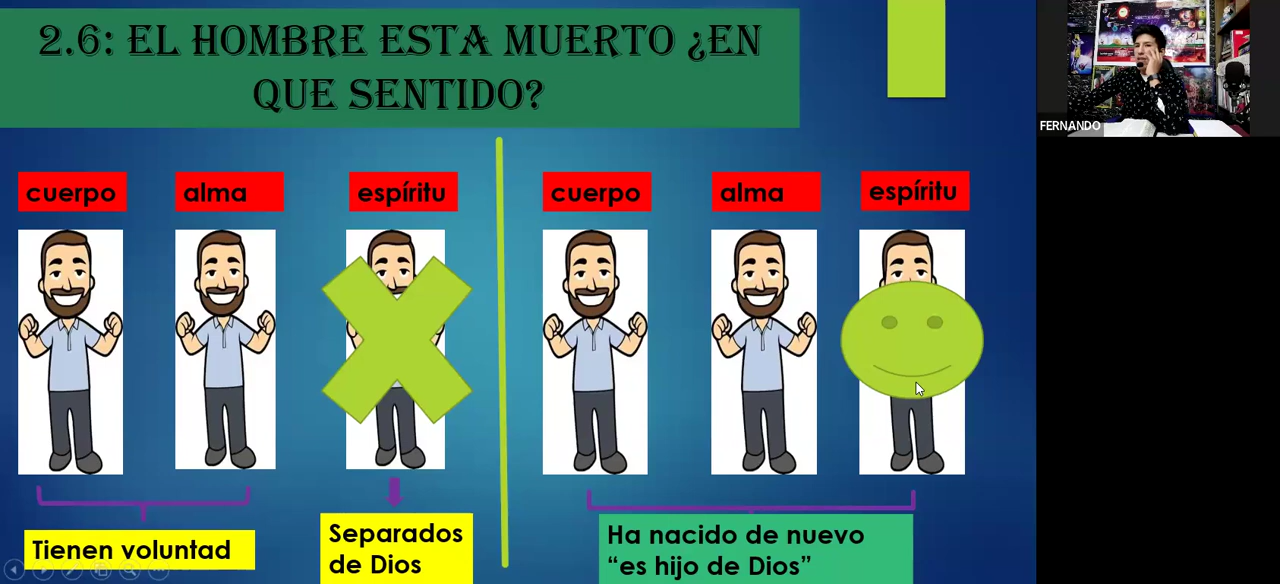 2.6: EL HOMBRE ESTA MUERTO ¿EN
QUE SENTIDO?
cuerpo
alma
espíritu
cuerpo
alma
espíritu
Tienen voluntad
Separados
de Dios
Ha nacido de nuevo
“es hijo de Dios”
FERNANDO